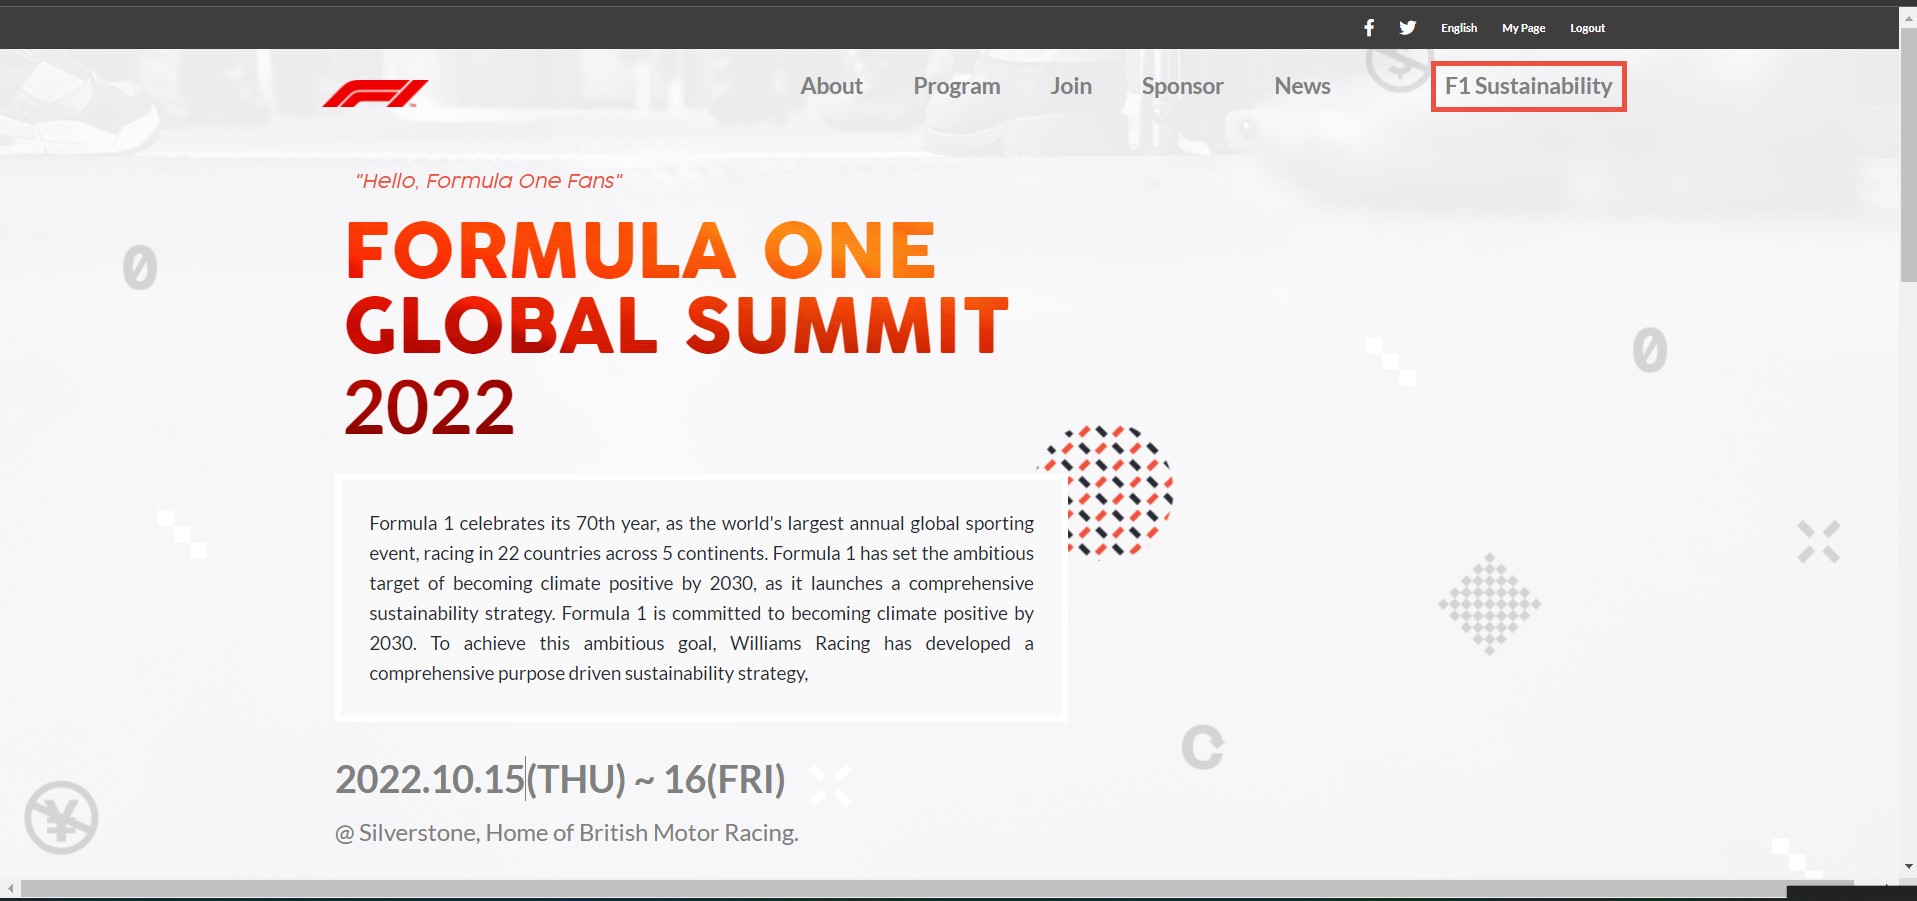 English My Page Logout
About Program Join Sponsor News F1 Sustainability
"Hello, Formula One Fans"
FORMULA ONE
GLOBAL SUMMIT
2022
Formula 1 celebrates its 70th year, as the world's largest annual global sporting
event, racing in 22 countries across 5 continents. Formula 1 has set the ambitious
target of becoming climate positive by 2030, as it launches a comprehensive
sustainability strategy. Formula 1 is committed to becoming climate positive by
2030. To achieve this ambitious goal, Williams Racing has developed a
comprehensive purpose driven sustainability strategy,
2022.10.15(THU) ~ 16(FRI)
@ Silverstone, Home of British Motor Racing.